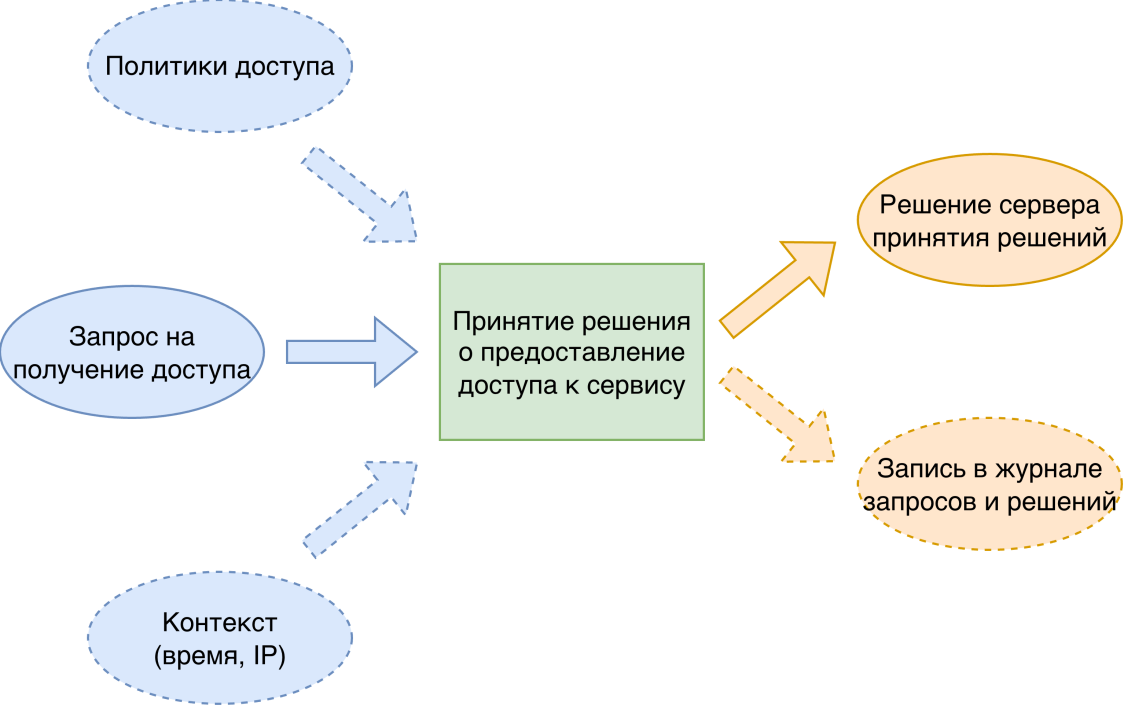 Политики доступа
Запрос на
получение доступа
Контекст
(время, IP)
Принятие решения
о предоставление
доступа к сервису
Решение сервера
принятия решений
Запись в журнале
запросов и решений